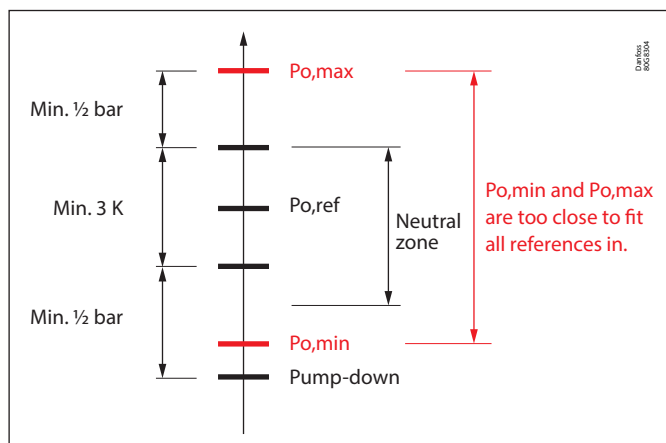 Danfoss
80G8304
Po,max
Min. ½ bar
Min. 3 K
Po,ref
Neutral
zone
Po,min and Po,max
are too close to fit
all references in.
Min. ½ bar
Po,min
Pump-down